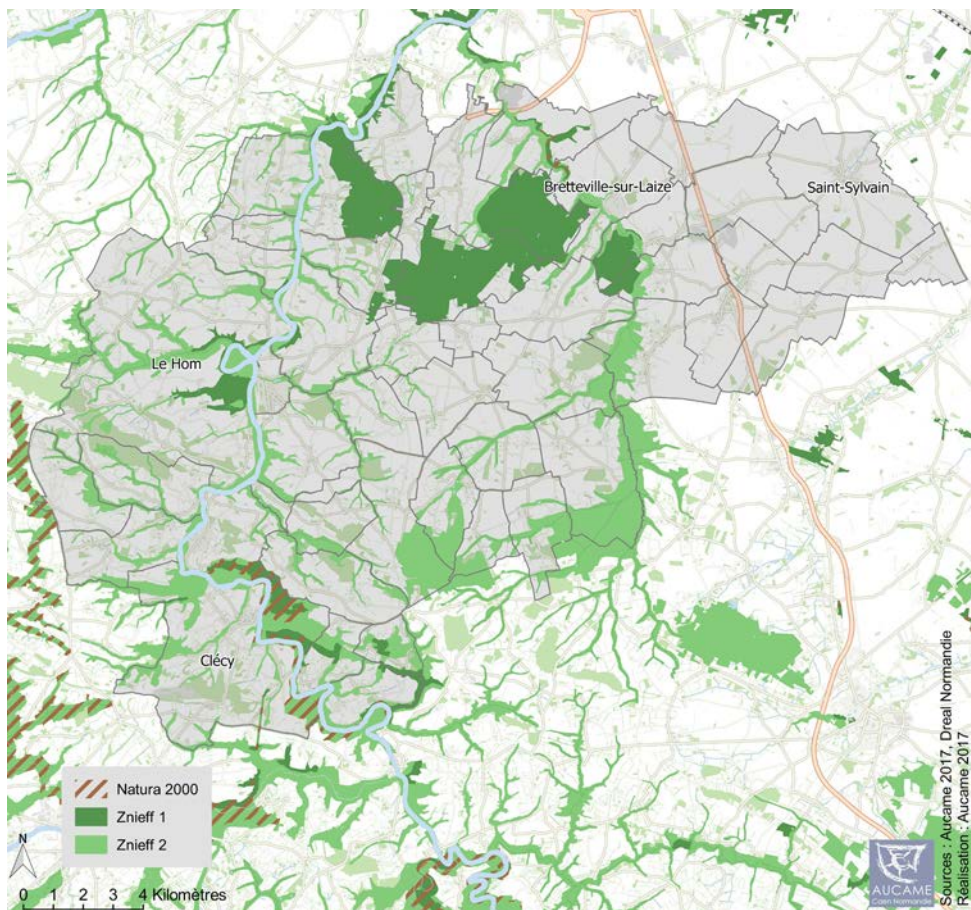 Bretteville-sur-Laize
Saint-Sylvain
Le Hom
Clécy
Natura 2000
Znieff 1
Znieff 2
N
0 1 2 3 4 Kilomètres
AUCAME
Caen Normandie
Sources : Aucame 2017, Dreal Normandie
Réalisation : Aucame 2017